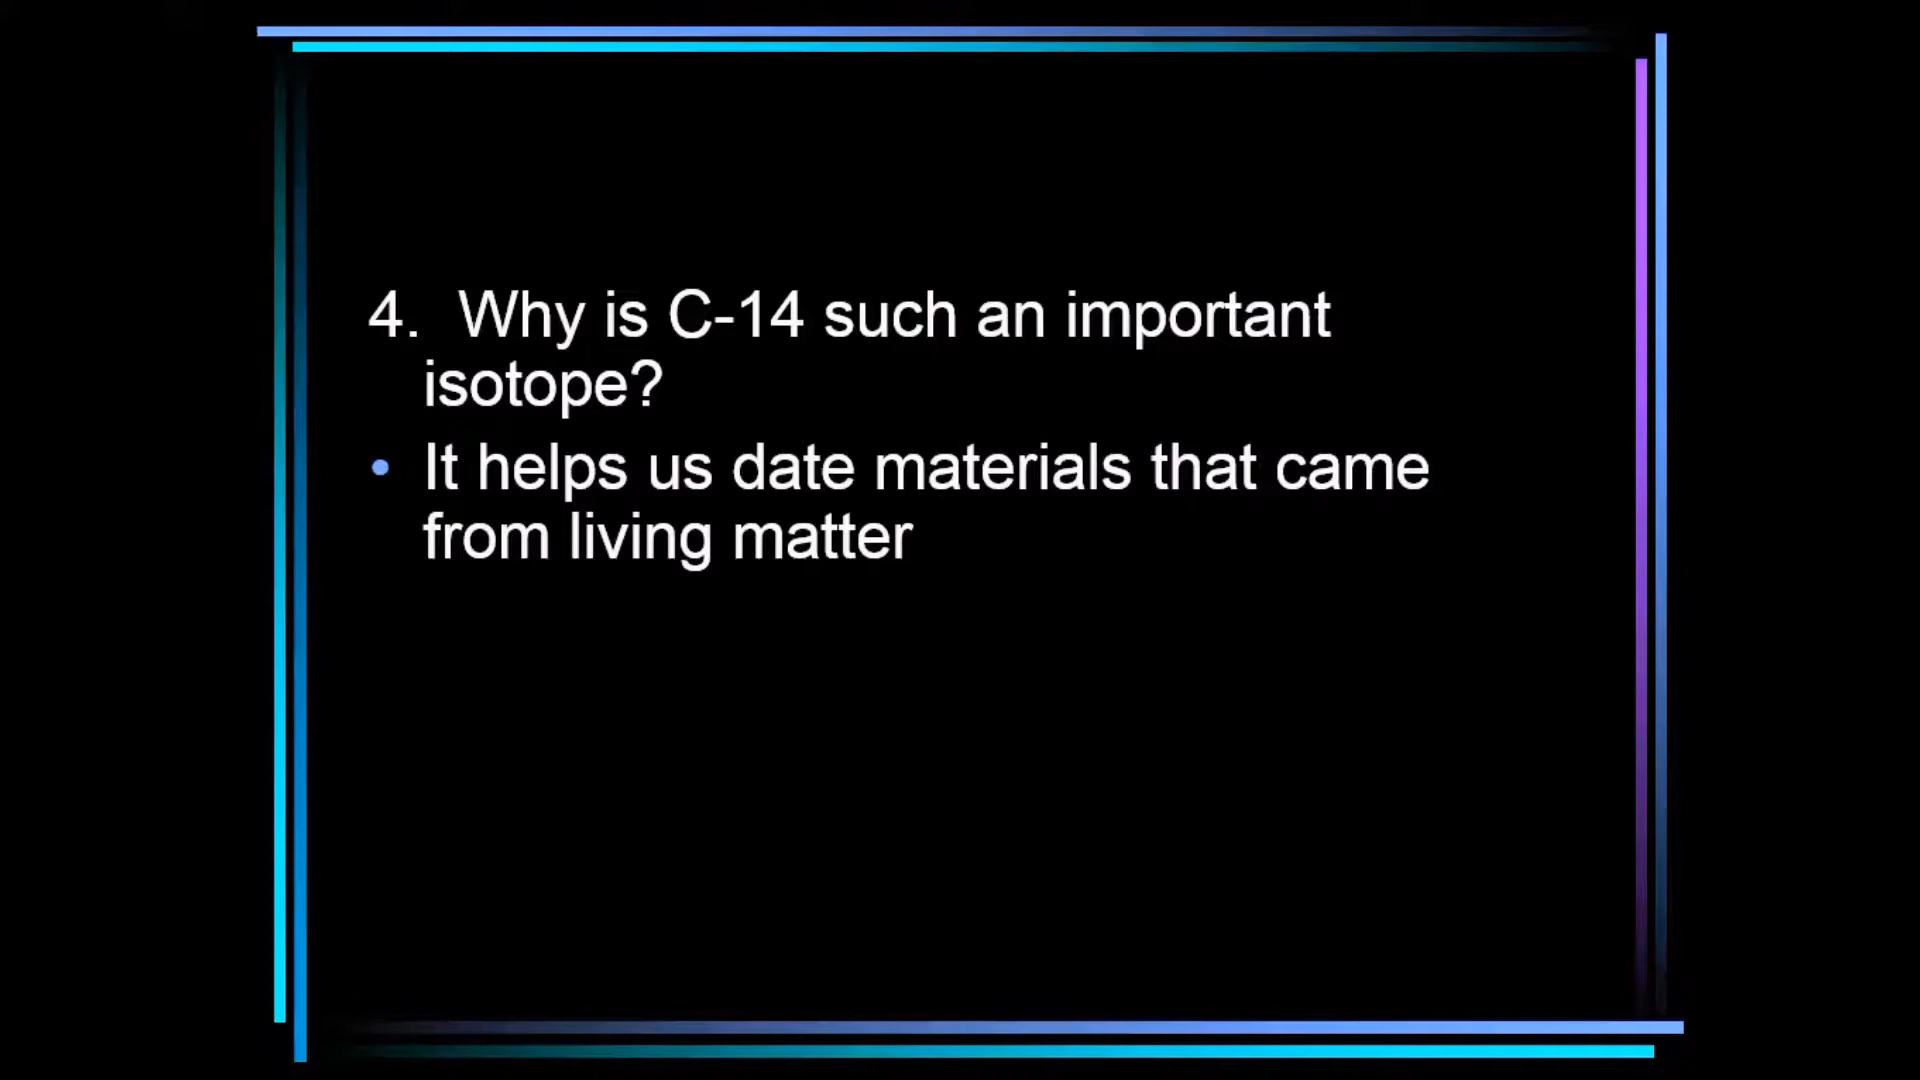 4. Why is C-14 such an important
isotope?
• It helps us date materials that came
from living matter